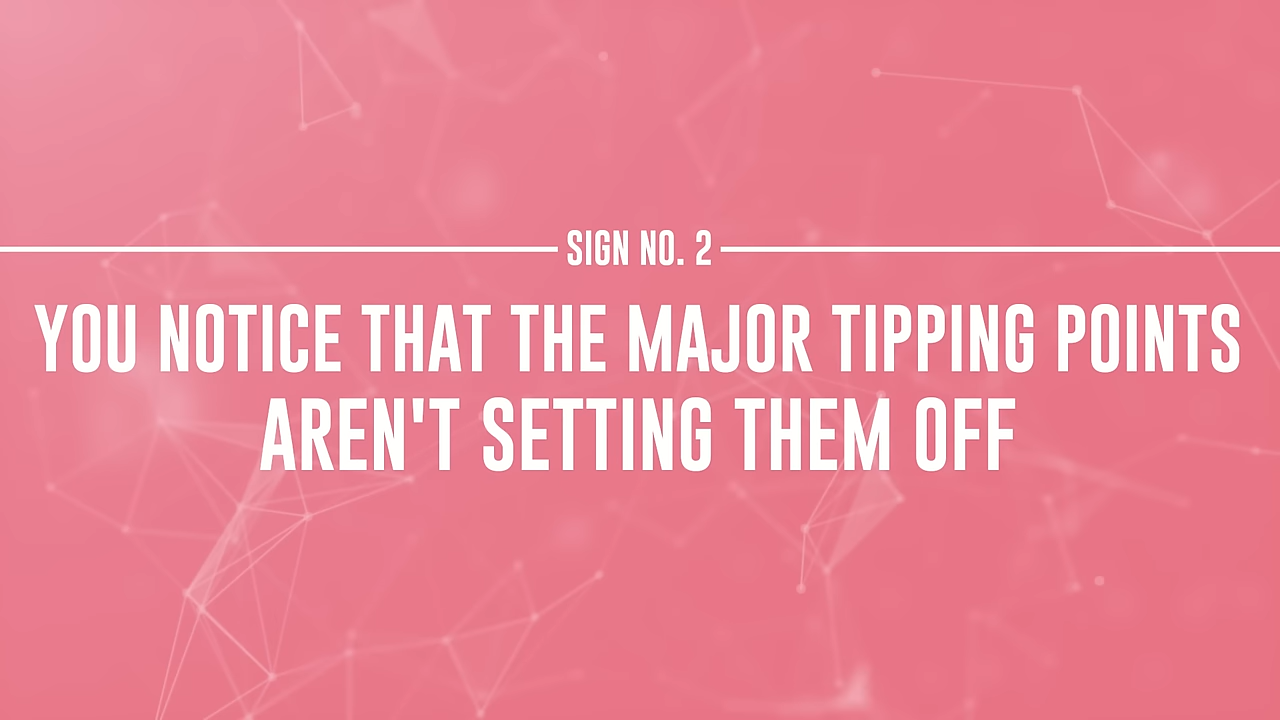 SIGN NO. 2
YOU NOTICE THAT THE MAJOR TIPPING POINTS
AREN'T SETTING THEM OFF